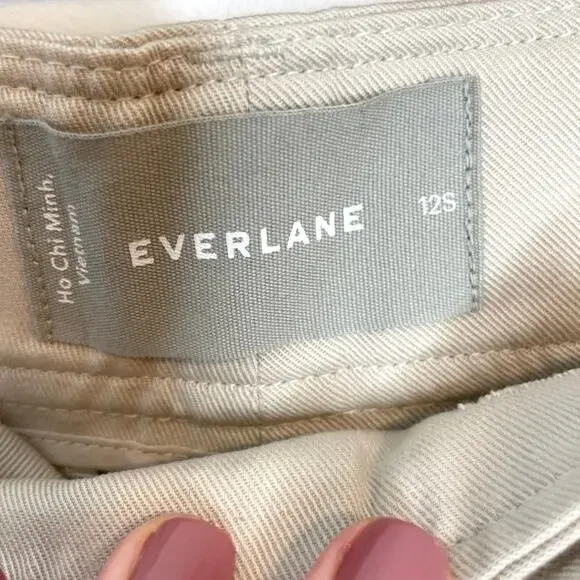 Ho Chi Minh,
Vietnam
EVERLANE
12S